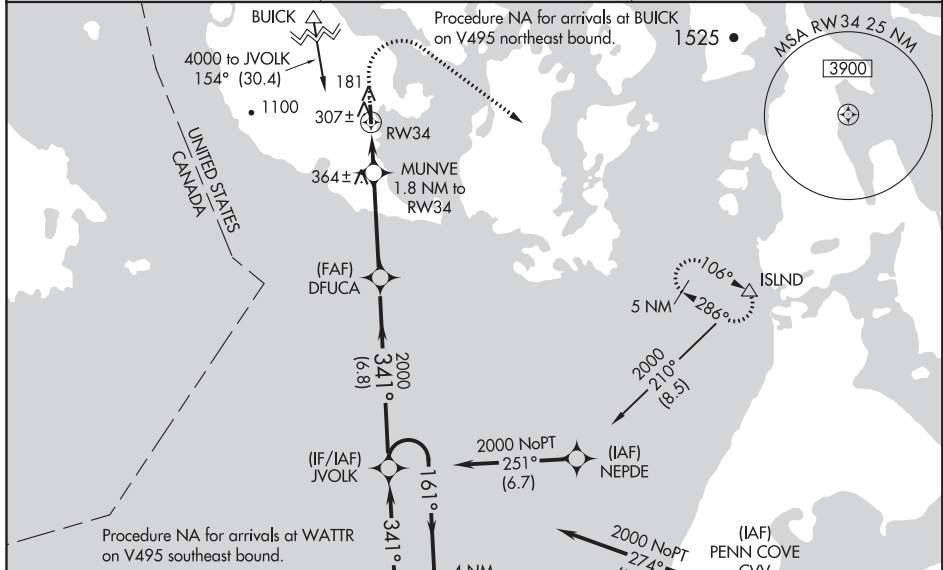 BUICK
4000 to JVOLK
154° (30.4)
Procedure NA for arrivals at BUICK
on V495 northeast bound.
1525
MSA RW34 25 NM
3900
181
1100
307±
RW34
UNITED STATES
CANADA
364±
MUNVE
1.8 NM to
RW34
(FAF)
DFUCA
106°
ISLND
5 NM
286°
2000
210°
(8.5)
2000
341°
(6.8)
(IF/IAF)
JVOLK
2000 NoPT
251°
(6.7)
(IAF)
NEPDE
161°
341°
Procedure NA for arrivals at WATTR
on V495 southeast bound.
4 NM
2000 NoPT
274°
(IAF)
PENN COVE